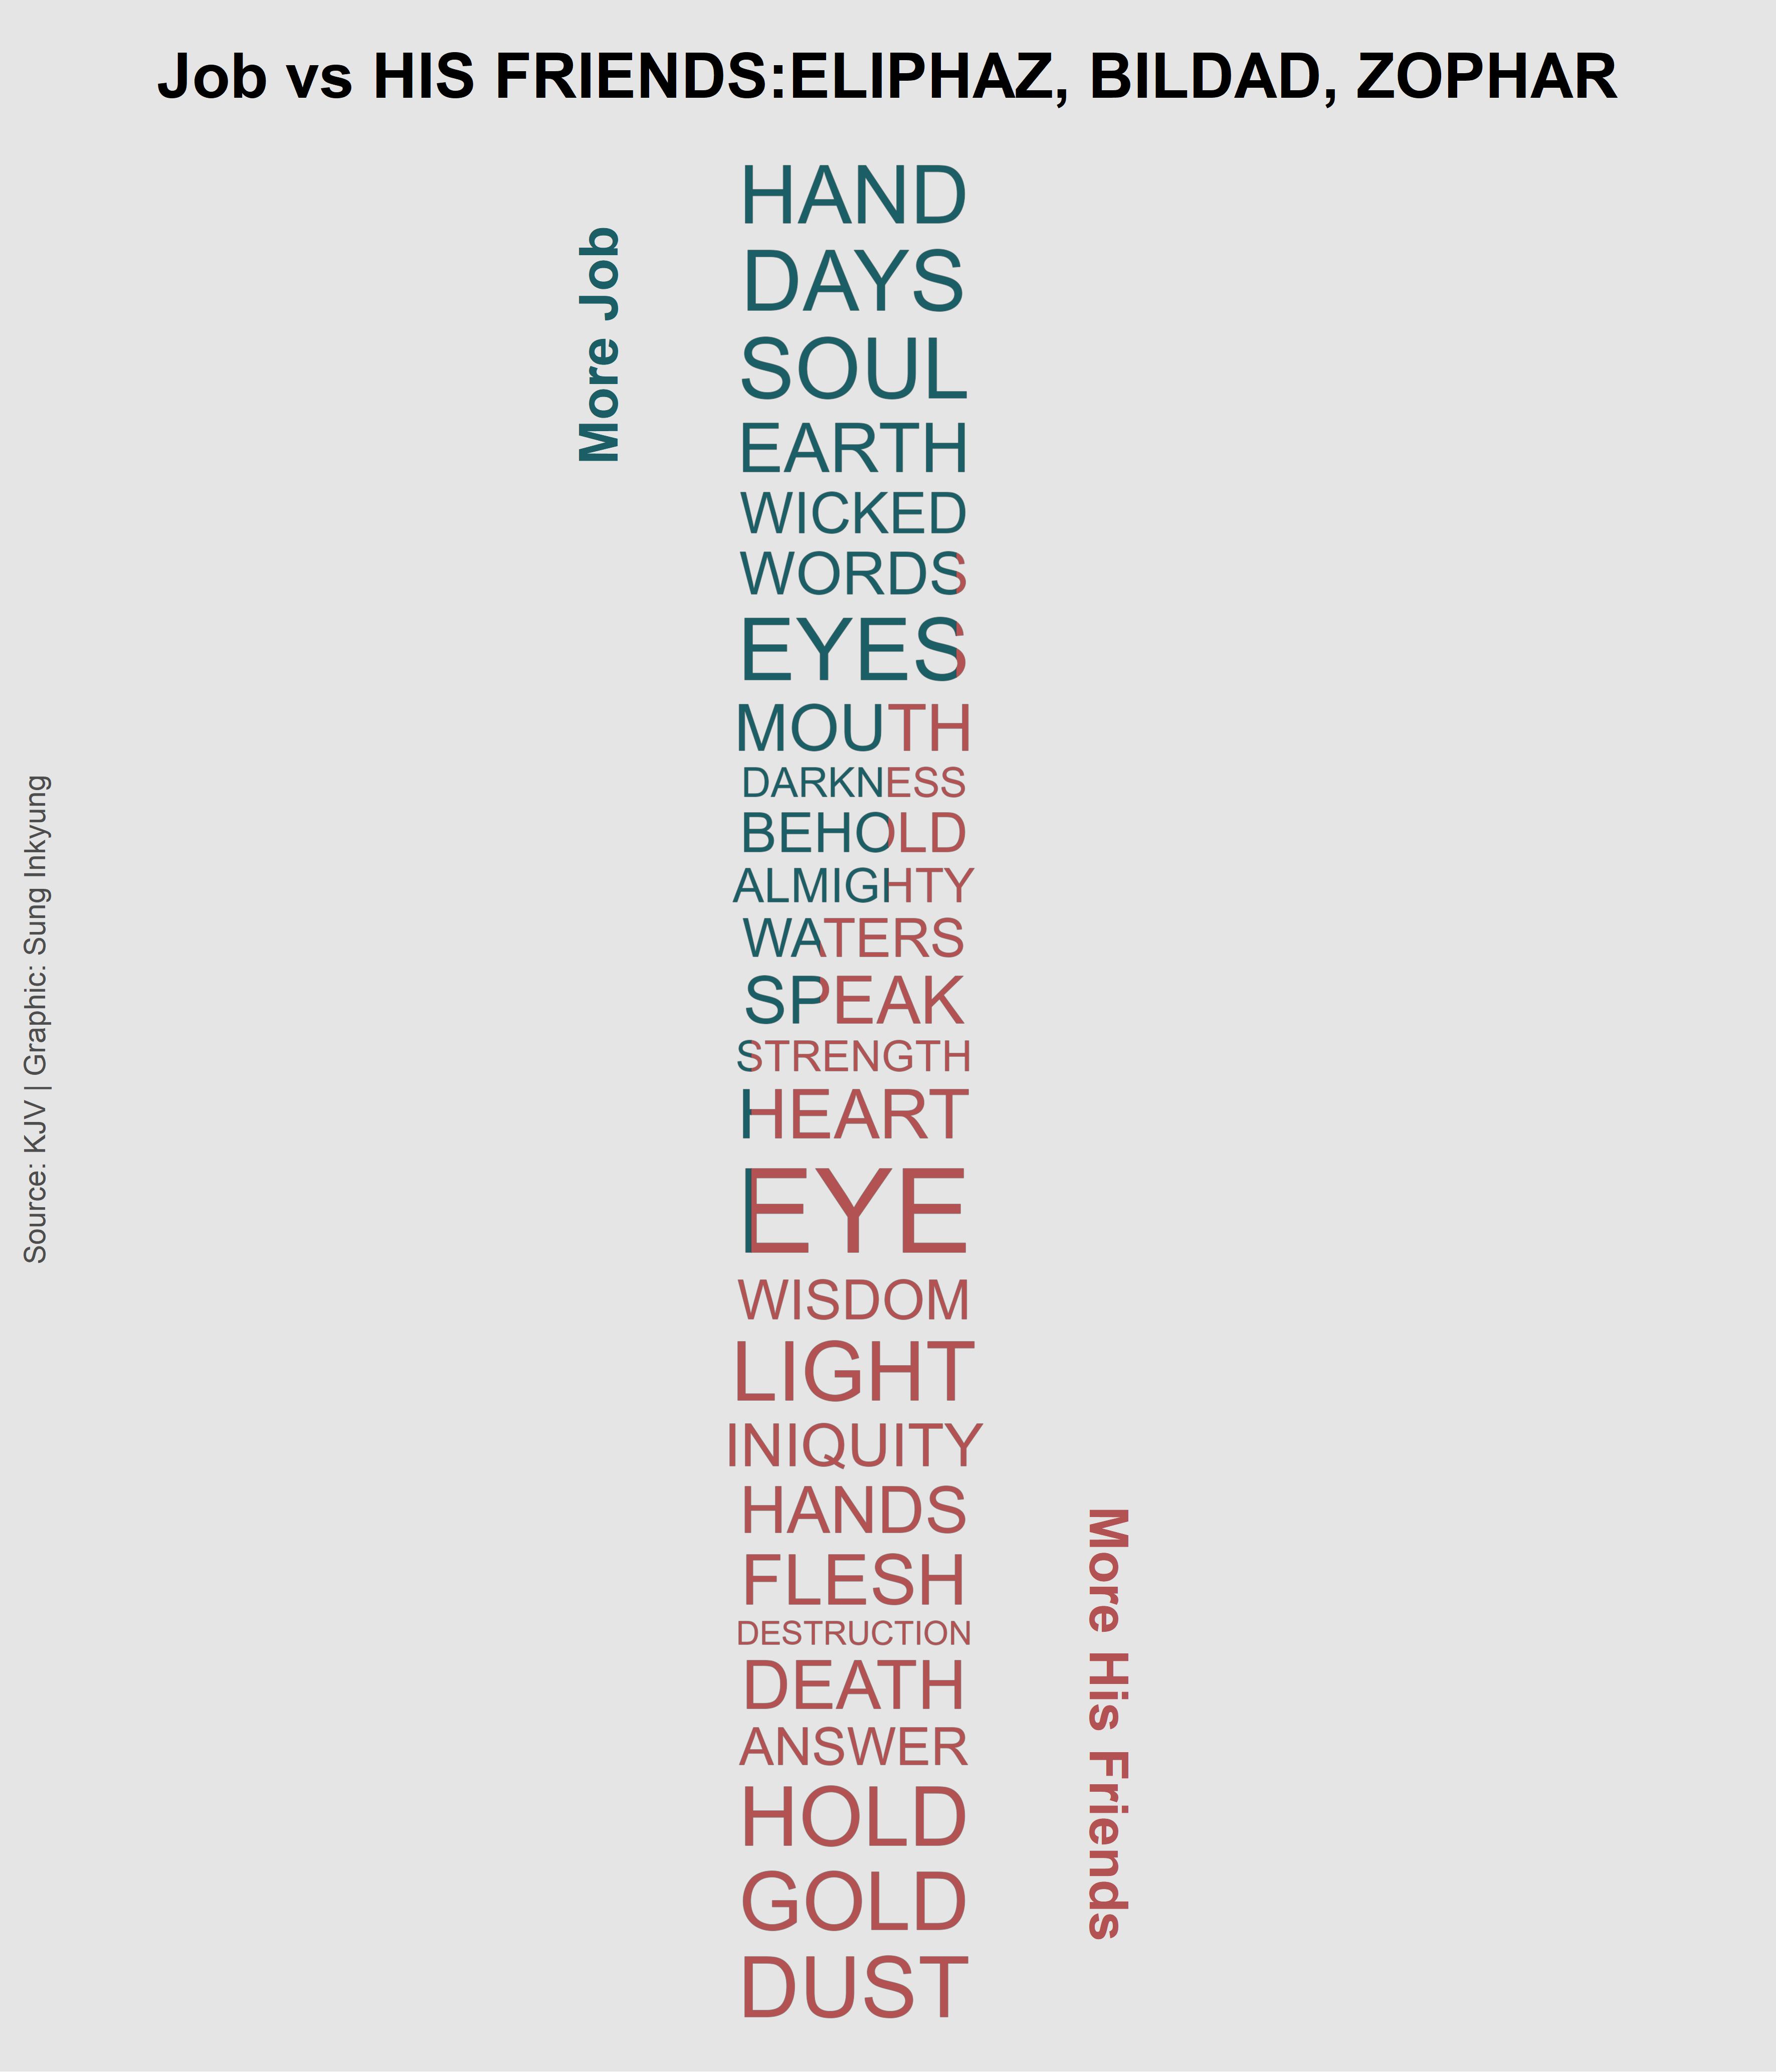 Job vs HIS FRIENDS:ELIPHAZ, BILDAD, ZOPHAR
More Job
HAND
DAYS
SOUL
EARTH
WICKED
WORDS
EYES
MOUTH
DARKNESS
BEHOLD
ALMIGHTY
WATERS
SPEAK
STRENGTH
HEART
EYE
WISDOM
LIGHT
INIQUITY
HANDS
FLESH
DESTRUCTION
DEATH
ANSWER
HOLD
GOLD
DUST
More His Friends
Source: KJV | Graphic: Sung Inkyung